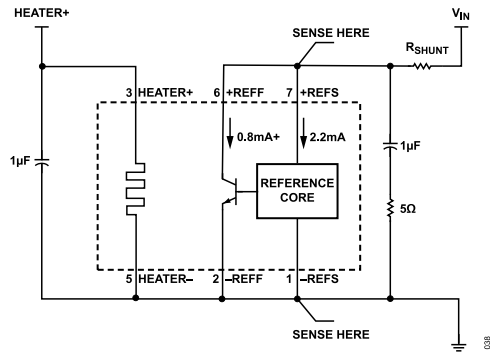 HEATER+
VIN
SENSE HERE
RSHUNT
3 HEATER+
6 +REFF
7 +REFS
0.8mA+
2.2mA
1µF
1µF
REFERENCE
CORE
5Ω
5 HEATER–
2 –REFF
1 –REFS
SENSE HERE
038